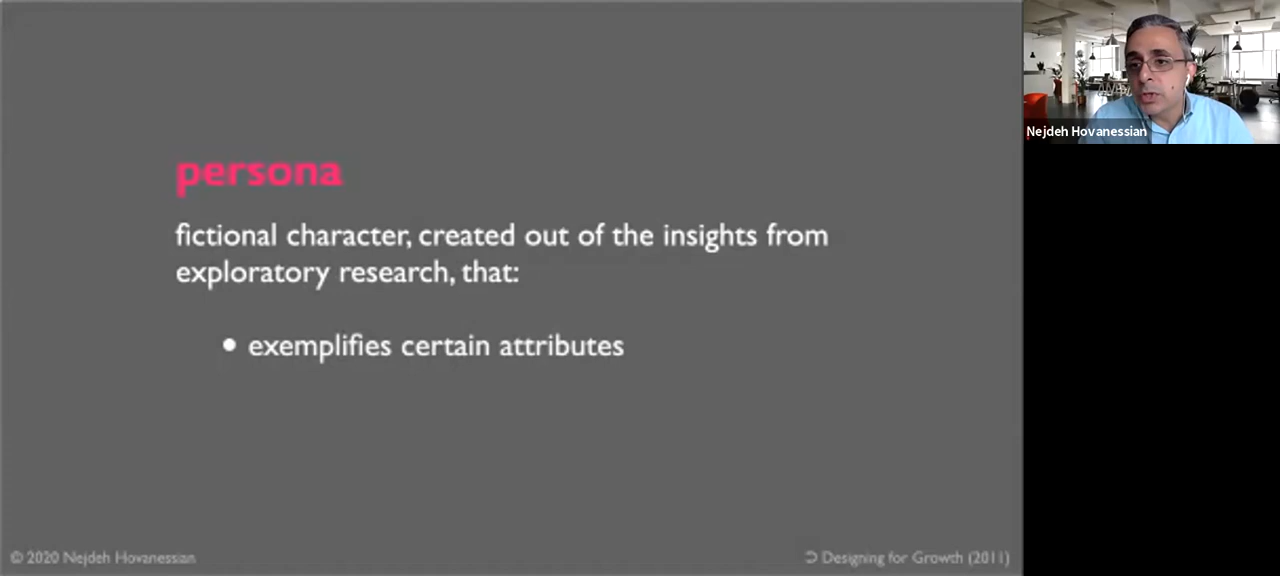 persona
fictional character, created out of the insights from
exploratory research, that:
• exemplifies certain attributes
© 2020 Nejdeh Hovanessian
Designing for Growth (2011)
Nejdeh Hovanessian